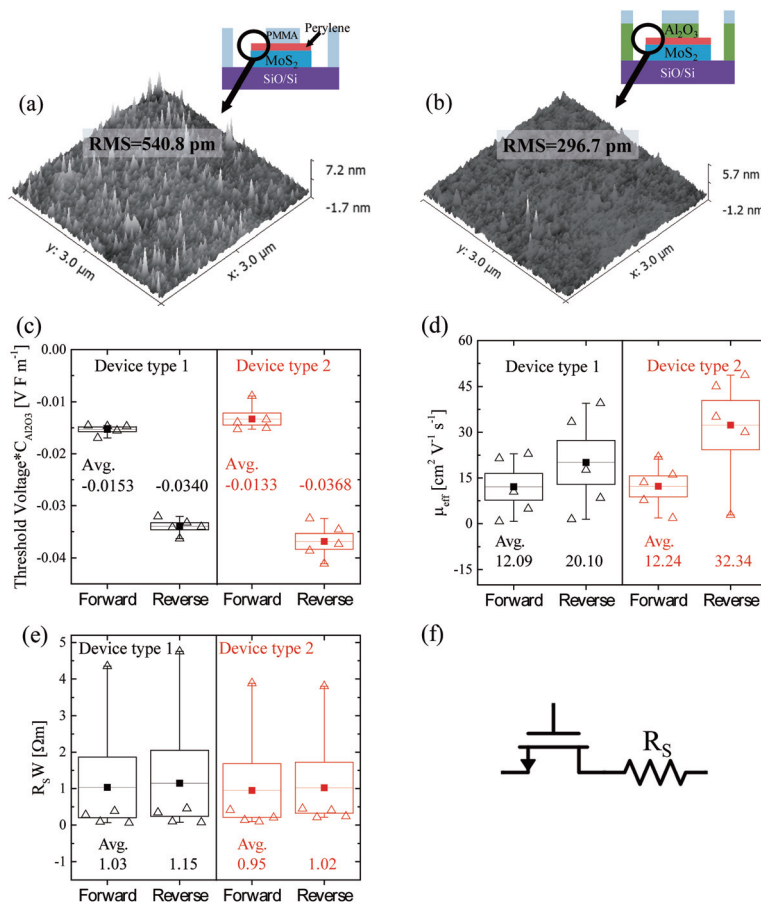 PMMA
Perylene
MoS2
SiO/Si
(a)
RMS=540.8 pm
7.2 nm
-1.7 nm
y: 3.0 µm
x: 3.0 µm
Al2O3
MoS2
SiO/Si
(b)
RMS=296.7 pm
5.7 nm
-1.2 nm
y: 3.0 µm
x: 3.0 µm
(c)
Threshold Voltage*C_Al2O3 [V F m-1]
0.00
-0.01
-0.02
-0.03
-0.04
Device type 1
Device type 2
Avg.
-0.0153
-0.0340
Avg.
-0.0133
-0.0368
Forward Reverse Forward Reverse
(d)
µeff [cm2 V-1 s-1]
60
45
30
15
0
-15
Device type 1
Device type 2
Avg.
12.09
20.10
Avg.
12.24
32.34
Forward Reverse Forward Reverse
(e)
RSW [Ωm]
5
4
3
2
1
0
-1
Device type 1
Device type 2
Avg.
1.03
1.15
Avg.
0.95
1.02
Forward Reverse Forward Reverse
(f)
RS